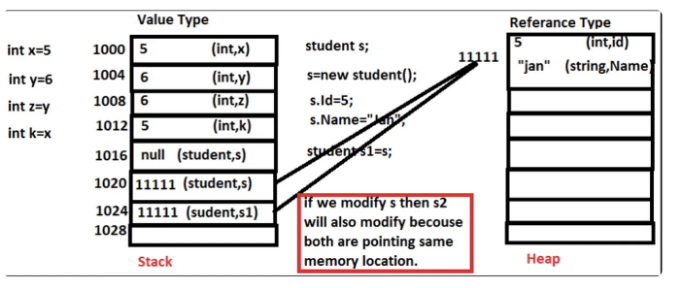 Value Type
Referance Type
int x=5
int y=6
int z=y
int k=x
1000 5 (int,x)
1004 6 (int,y)
1008 6 (int,z)
1012 5 (int,k)
1016 null (student,s)
1020 11111 (student,s)
1024 11111 (sudent,s1)
1028
Stack
student s;
s=new student();
s.Id=5;
s.Name="Jan";
student s1=s;
if we modify s then s2
will also modify becouse
both are pointing same
memory location.
11111
5 (int,id)
"jan" (string,Name)
Heap